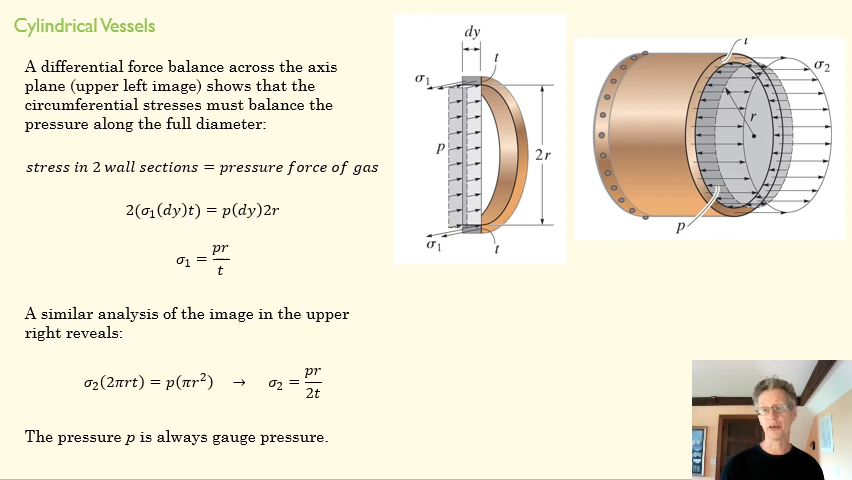 Cylindrical Vessels
A differential force balance across the axis
plane (upper left image) shows that the
circumferential stresses must balance the
pressure along the full diameter:
stress in 2 wall sections = pressure force of gas
2(σ₁(dy)t) = p(dy)2r
σ₁ = pr/t
A similar analysis of the image in the upper
right reveals:
σ₂(2πrt) = p(πr²) → σ₂ = pr/2t
The pressure p is always gauge pressure.
dy
t
σ₁
p
2r
σ₁
t
t
σ₂
r
p